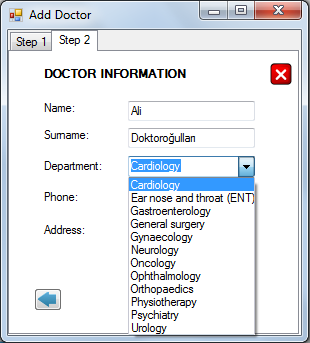 Add Doctor
Step 1
Step 2
DOCTOR INFORMATION
Name:
Ali
Surname:
Doktoroğulları
Department:
Cardiology
Cardiology
Ear nose and throat (ENT)
Gastroenterology
General surgery
Gynaecology
Neurology
Oncology
Ophthalmology
Orthopaedics
Physiotherapy
Psychiatry
Urology
Phone:
Address: